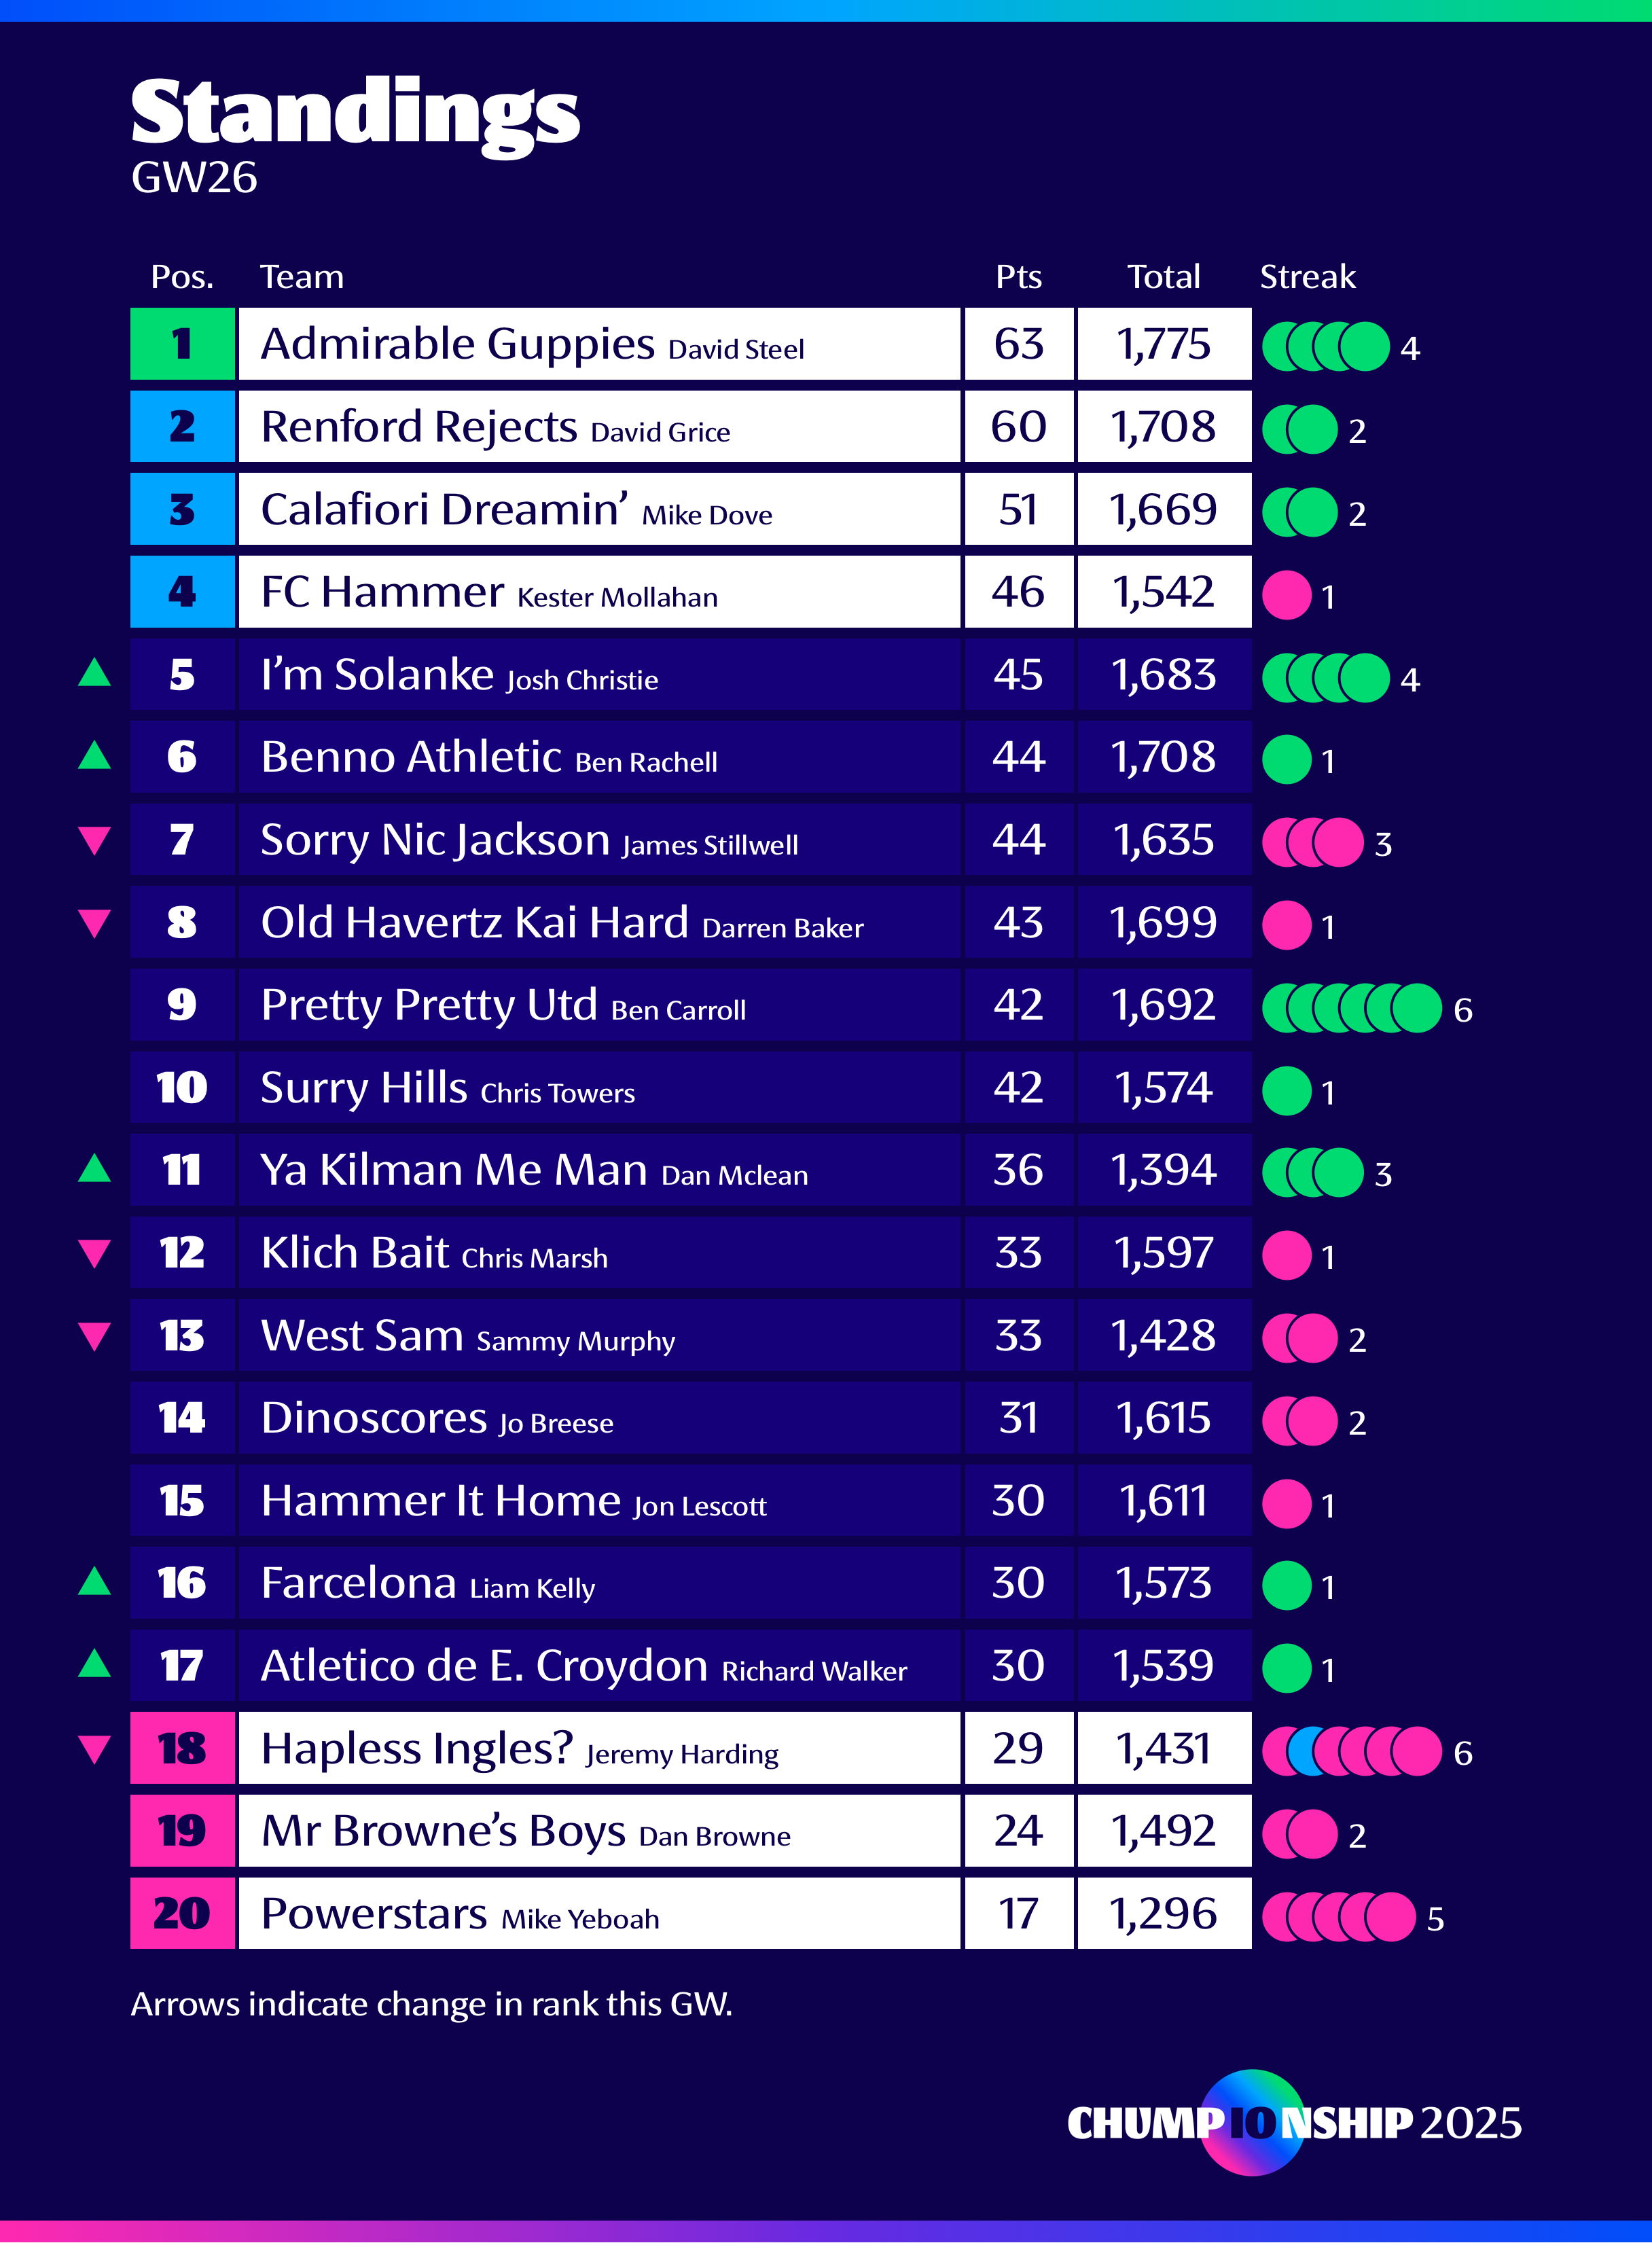 Standings
GW26
Pos. Team Pts Total Streak
1 Admirable Guppies David Steel 63 1,775 4
2 Renford Rejects David Grice 60 1,708 2
3 Calafiori Dreamin’ Mike Dove 51 1,669 2
4 FC Hammer Kester Mollahan 46 1,542 1
5 I’m Solanke Josh Christie 45 1,683 4
6 Benno Athletic Ben Rachell 44 1,708 1
7 Sorry Nic Jackson James Stillwell 44 1,635 3
8 Old Havertz Kai Hard Darren Baker 43 1,699 1
9 Pretty Pretty Utd Ben Carroll 42 1,692 6
10 Surry Hills Chris Towers 42 1,574 1
11 Ya Kilman Me Man Dan Mclean 36 1,394 3
12 Klich Bait Chris Marsh 33 1,597 1
13 West Sam Sammy Murphy 33 1,428 2
14 Dinoscores Jo Breese 31 1,615 2
15 Hammer It Home Jon Lescott 30 1,611 1
16 Farcelona Liam Kelly 30 1,573 1
17 Atletico de E. Croydon Richard Walker 30 1,539 1
18 Hapless Ingles? Jeremy Harding 29 1,431 6
19 Mr Browne’s Boys Dan Browne 24 1,492 2
20 Powerstars Mike Yeboah 17 1,296 5
Arrows indicate change in rank this GW.
CHUMPIONSHIP 2025